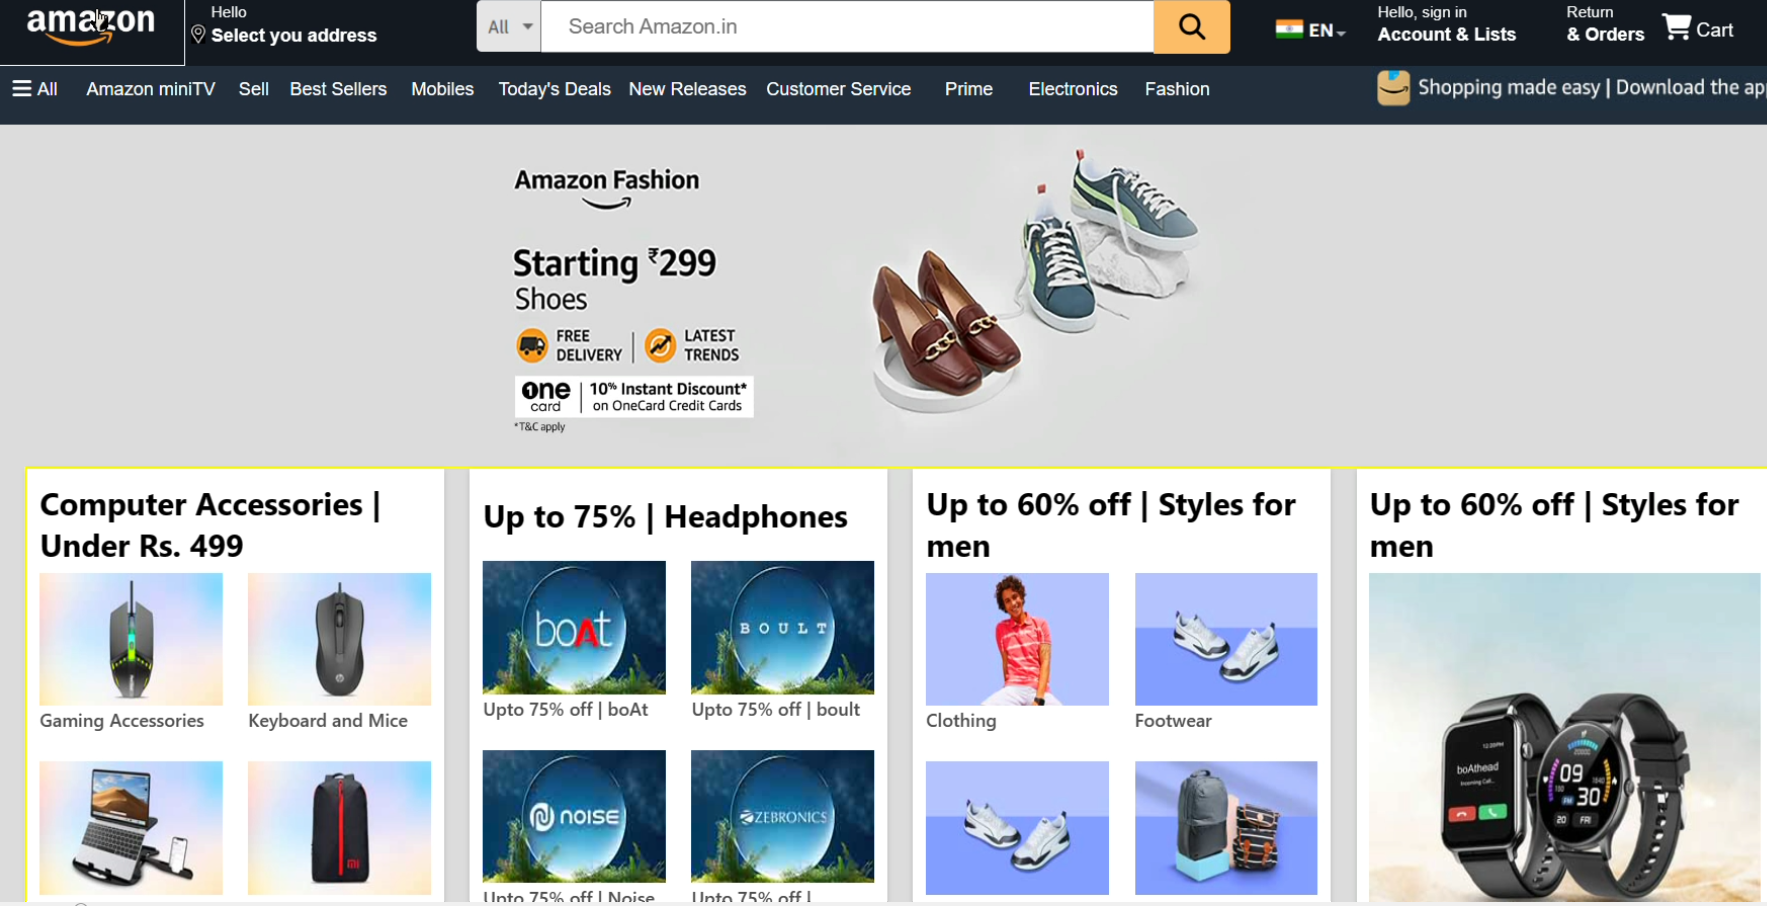 amazon
Hello
Select you address
All
Search Amazon.in
EN
Hello, sign in
Account & Lists
Return
& Orders
Cart
All
Amazon miniTV
Sell
Best Sellers
Mobiles
Today's Deals
New Releases
Customer Service
Prime
Electronics
Fashion
Shopping made easy | Download the ap
Amazon Fashion
Starting ₹299
Shoes
FREE
DELIVERY
LATEST
TRENDS
one
card
10% Instant Discount*
on OneCard Credit Cards
*T&C apply
Computer Accessories |
Under Rs. 499
hp
Gaming Accessories
Keyboard and Mice
mi
Up to 75% | Headphones
boAt
BOULT
Upto 75% off | boAt
Upto 75% off | boult
noise
ZEBRONICS
Upto 75% off | Noise
Upto 75% off |
Up to 60% off | Styles for
men
Clothing
Footwear
Up to 60% off | Styles for
men
12:20PM
boAthead
Incoming Call...
09
30
PM
20
FRI